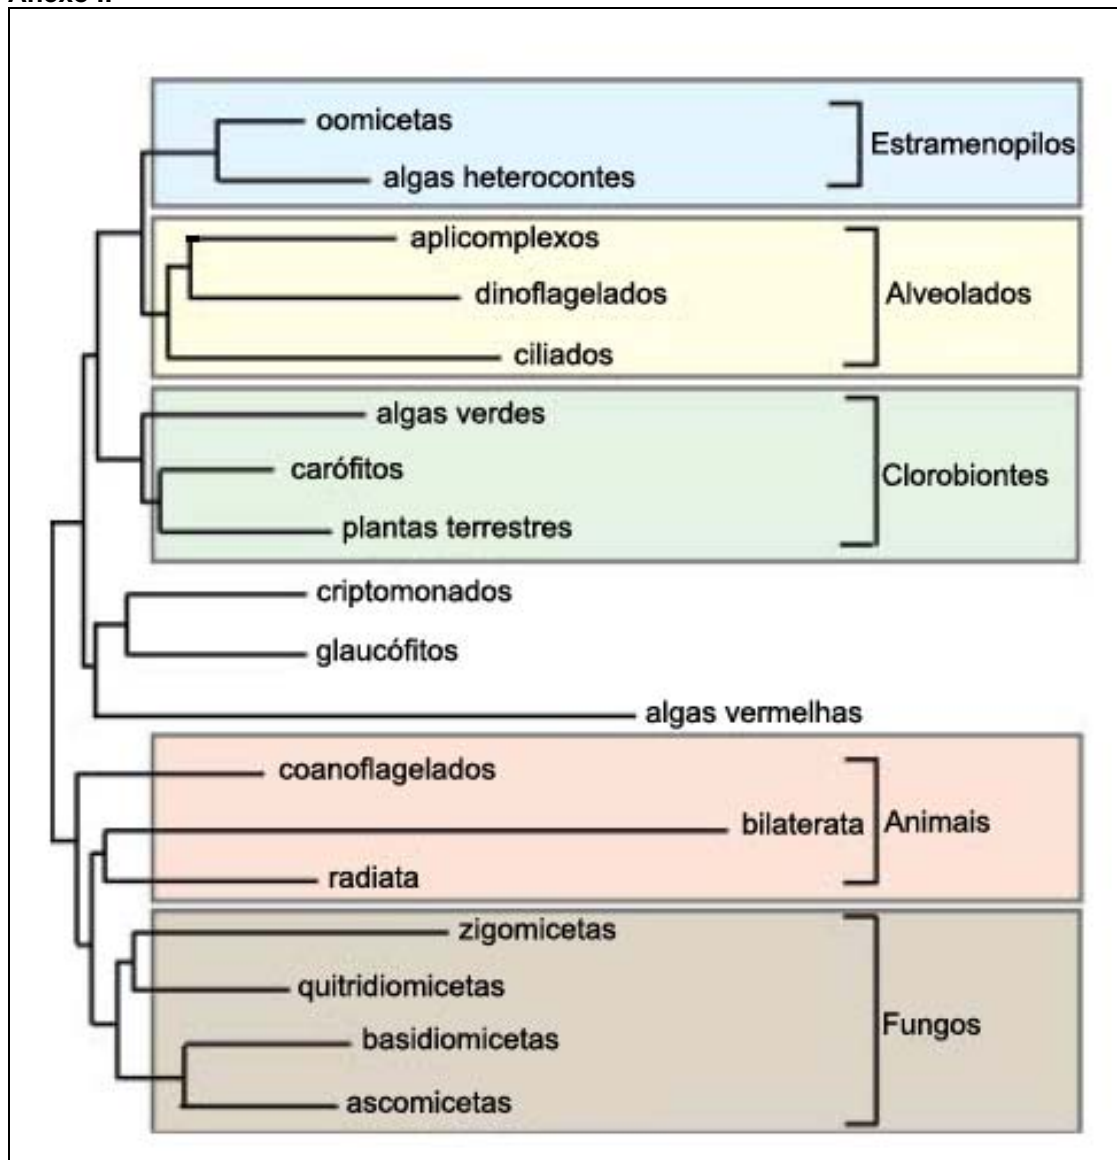 oomicetas
Estramenopilos
algas heterocontes
aplicomplexos
dinoflagelados
Alveolados
ciliados
algas verdes
carófitos
Clorobiontes
plantas terrestres
criptomonados
glaucófitos
algas vermelhas
coanoflagelados
bilaterata
Animais
radiata
zigomicetas
quitridiomicetas
Fungos
basidiomicetas
ascomicetas